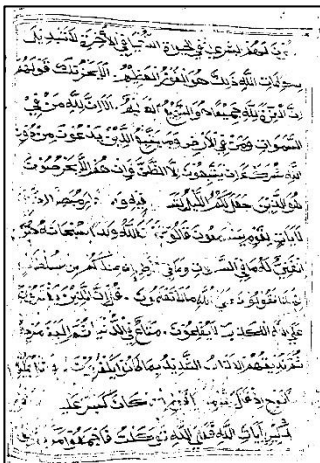 لهم البشرى في الحيوة الدنيا وفي الآخرة لا تبديل
لكلمات الله ذلك هو الفوز العظيم ولا يحزنك قولهم
إن العزة لله جميعا هو السميع العليم ألا إن لله من في
السموات ومن في الأرض وما يتبع الذين يدعون من دون
الله شركاء إن يتبعون إلا الظن وإن هم إلا يخرصون
هو الذي جعل لكم الليل لتسكنوا فيه والنهار مبصرا إن في ذلك
لآيات لقوم يسمعون قالوا اتخذ الله ولدا سبحانه هو
الغني له ما في السموات وما في الأرض إن عندكم من سلطان
بهذا أتقولون على الله ما لا تعلمون قل إن الذين يفترون
على الله الكذب لا يفلحون متاع في الدنيا ثم إلينا مرجعهم
ثم نذيقهم العذاب الشديد بما كانوا يكفرون واتل عليهم
نبأ نوح إذ قال لقومه يا قوم إن كان كبر عليكم
تذكيري بآيات الله فعلى الله توكلت فأجمعوا أمركم